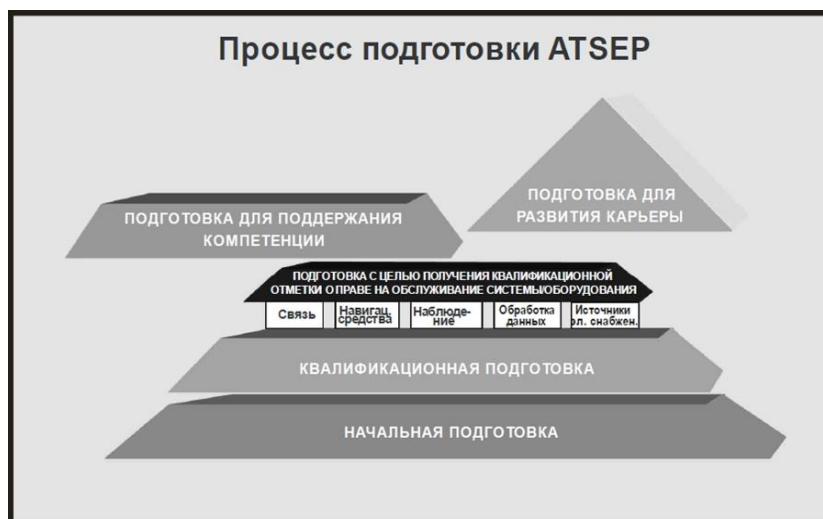 Процесс подготовки ATSEP
ПОДГОТОВКА ДЛЯ
РАЗВИТИЯ КАРЬЕРЫ
ПОДГОТОВКА ДЛЯ ПОДДЕРЖАНИЯ
КОМПЕТЕНЦИИ
ПОДГОТОВКА С ЦЕЛЬЮ ПОЛУЧЕНИЯ КВАЛИФИКАЦИОННОЙ
ОТМЕТКИ О ПРАВЕ НА ОБСЛУЖИВАНИЕ СИСТЕМЫ/ОБОРУДОВАНИЯ
Связь
Навигац.
средства
Наблюде-
ние
Обработка
данных
Источники
эл. снабжен.
КВАЛИФИКАЦИОННАЯ ПОДГОТОВКА
НАЧАЛЬНАЯ ПОДГОТОВКА